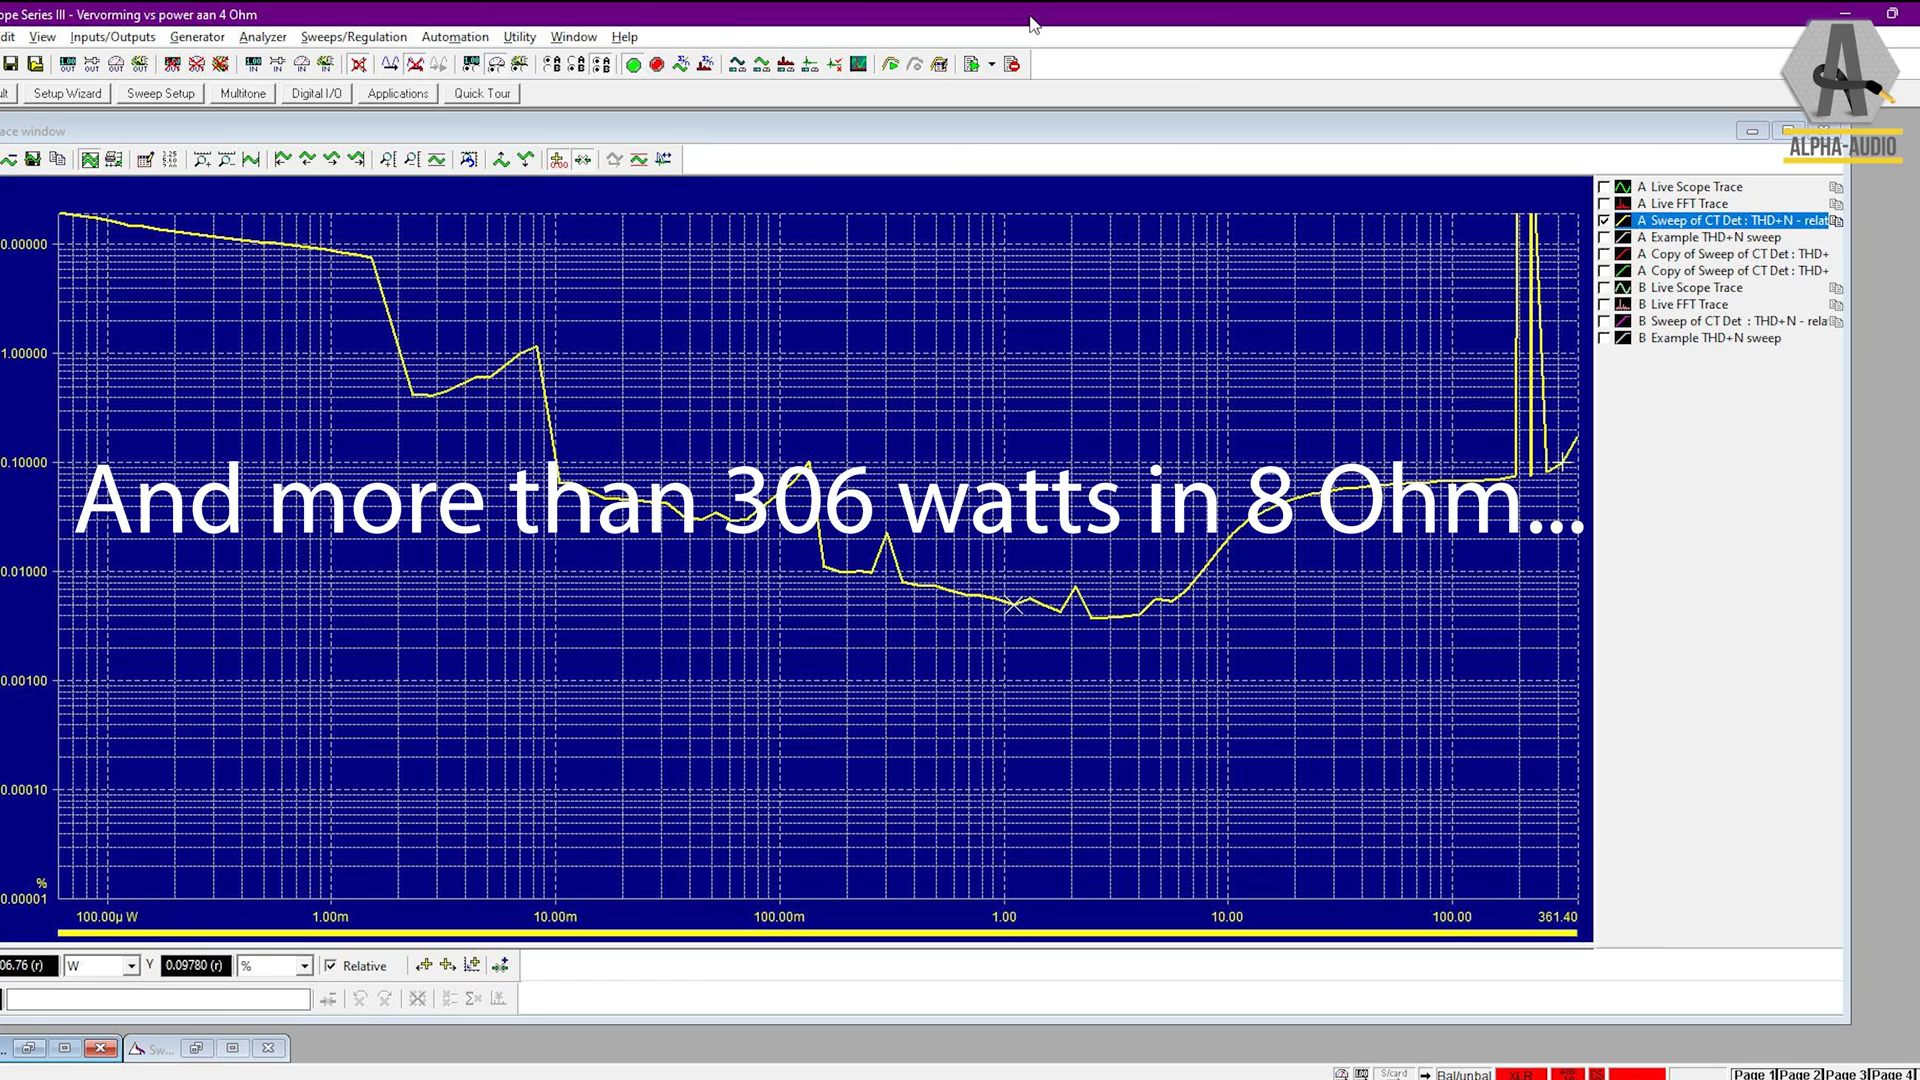 ope Series III - Vervorming vs power aan 4 Ohm
dit View Inputs/Outputs Generator Analyzer Sweeps/Regulation Automation Utility Window Help
ult Setup Wizard Sweep Setup Multitone Digital I/O Applications Quick Tour
ALPHA-AUDIO
ace window
A Live Scope Trace
A Live FFT Trace
A Sweep of CT Det : THD+N - relat
A Example THD+N sweep
A Copy of Sweep of CT Det : THD+
A Copy of Sweep of CT Det : THD+
B Live Scope Trace
B Live FFT Trace
B Sweep of CT Det : THD+N - rela
B Example THD+N sweep
0.00000
1.00000
0.10000
And more than 306 watts in 8 Ohm...
0.01000
0.00100
0.00010
%
0.00001
100.00µ W 1.00m 10.00m 100.00m 1.00 10.00 100.00 361.40
06.76 (r) W Y 0.09780 (r) % Relative
Sw...
S/card Bal/unbal XLR Page 1 Page 2 Page 3 Page 4